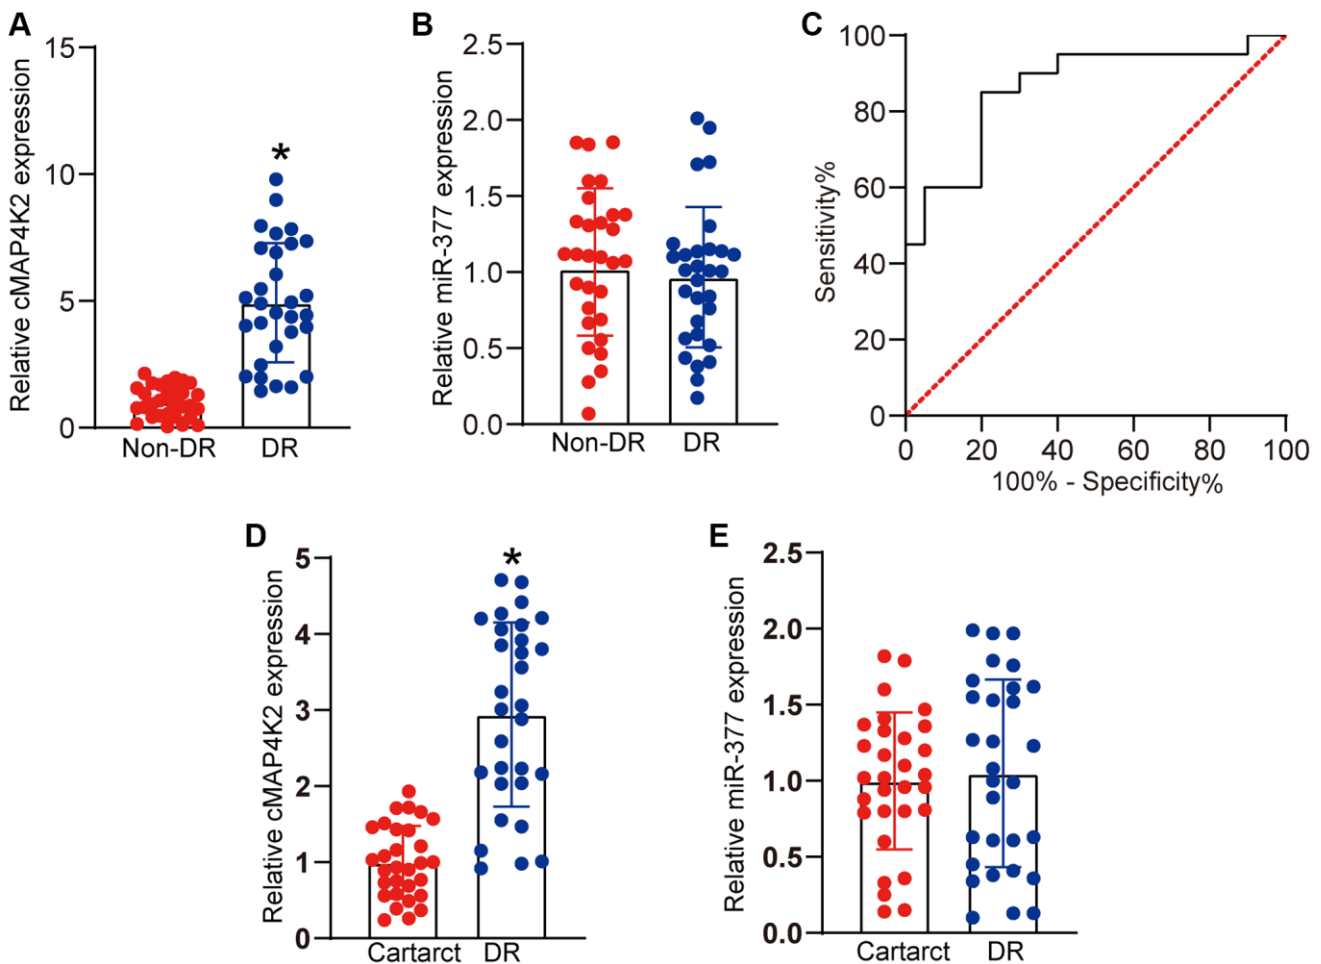 A
Relative cMAP4K2 expression
15
10
5
0
*
Non-DR
DR
B
Relative miR-377 expression
2.5
2.0
1.5
1.0
0.5
0.0
Non-DR
DR
C
Sensitivity%
100
80
60
40
20
0
0 20 40 60 80 100
100% - Specificity%
D
Relative cMAP4K2 expression
5
4
3
2
1
0
*
Cartarct
DR
E
Relative miR-377 expression
2.5
2.0
1.5
1.0
0.5
0.0
Cartarct
DR